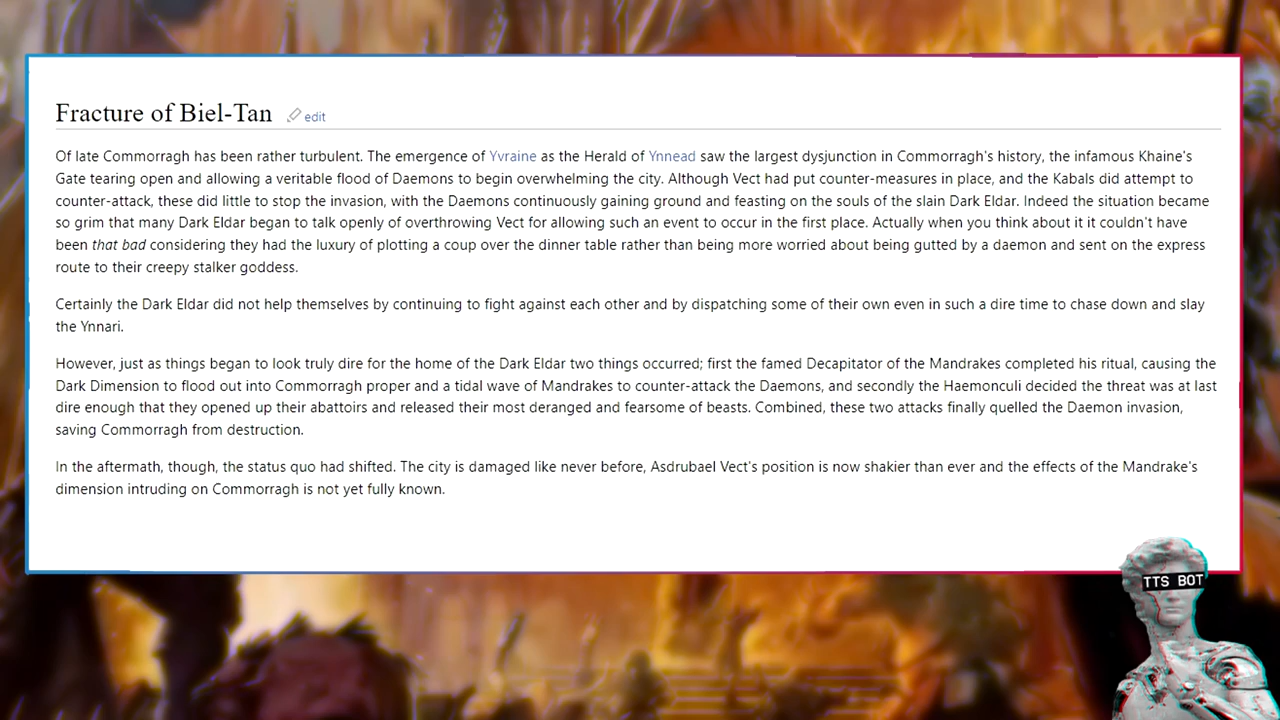 Fracture of Biel-Tan edit
Of late Commorragh has been rather turbulent. The emergence of Yvraine as the Herald of Ynnead saw the largest dysjunction in Commorragh's history, the infamous Khaine's
Gate tearing open and allowing a veritable flood of Daemons to begin overwhelming the city. Although Vect had put counter-measures in place, and the Kabals did attempt to
counter-attack, these did little to stop the invasion, with the Daemons continuously gaining ground and feasting on the souls of the slain Dark Eldar. Indeed the situation became
so grim that many Dark Eldar began to talk openly of overthrowing Vect for allowing such an event to occur in the first place. Actually when you think about it it couldn't have
been that bad considering they had the luxury of plotting a coup over the dinner table rather than being more worried about being gutted by a daemon and sent on the express
route to their creepy stalker goddess.
Certainly the Dark Eldar did not help themselves by continuing to fight against each other and by dispatching some of their own even in such a dire time to chase down and slay
the Ynnari.
However, just as things began to look truly dire for the home of the Dark Eldar two things occurred; first the famed Decapitator of the Mandrakes completed his ritual, causing the
Dark Dimension to flood out into Commorragh proper and a tidal wave of Mandrakes to counter-attack the Daemons, and secondly the Haemonculi decided the threat was at last
dire enough that they opened up their abattoirs and released their most deranged and fearsome of beasts. Combined, these two attacks finally quelled the Daemon invasion,
saving Commorragh from destruction.
In the aftermath, though, the status quo had shifted. The city is damaged like never before, Asdrubael Vect's position is now shakier than ever and the effects of the Mandrake's
dimension intruding on Commorragh is not yet fully known.
TTS BOT